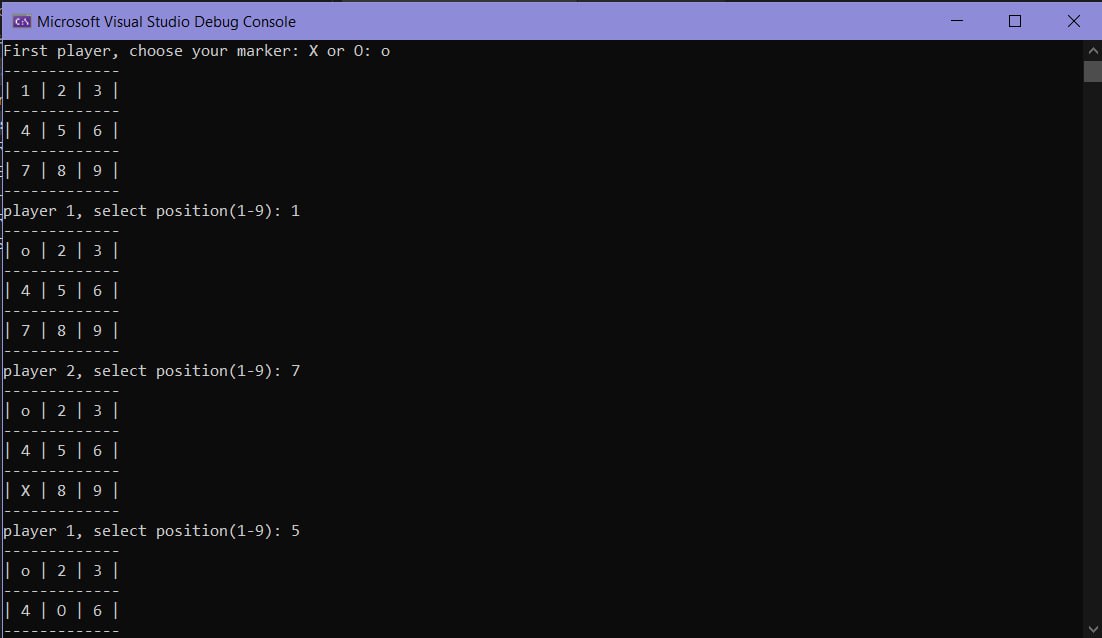 Microsoft Visual Studio Debug Console
First player, choose your marker: X or O: o
-------------
| 1 | 2 | 3 |
-------------
| 4 | 5 | 6 |
-------------
| 7 | 8 | 9 |
-------------
player 1, select position(1-9): 1
-------------
| o | 2 | 3 |
-------------
| 4 | 5 | 6 |
-------------
| 7 | 8 | 9 |
-------------
player 2, select position(1-9): 7
-------------
| o | 2 | 3 |
-------------
| 4 | 5 | 6 |
-------------
| X | 8 | 9 |
-------------
player 1, select position(1-9): 5
-------------
| o | 2 | 3 |
-------------
| 4 | O | 6 |
-------------